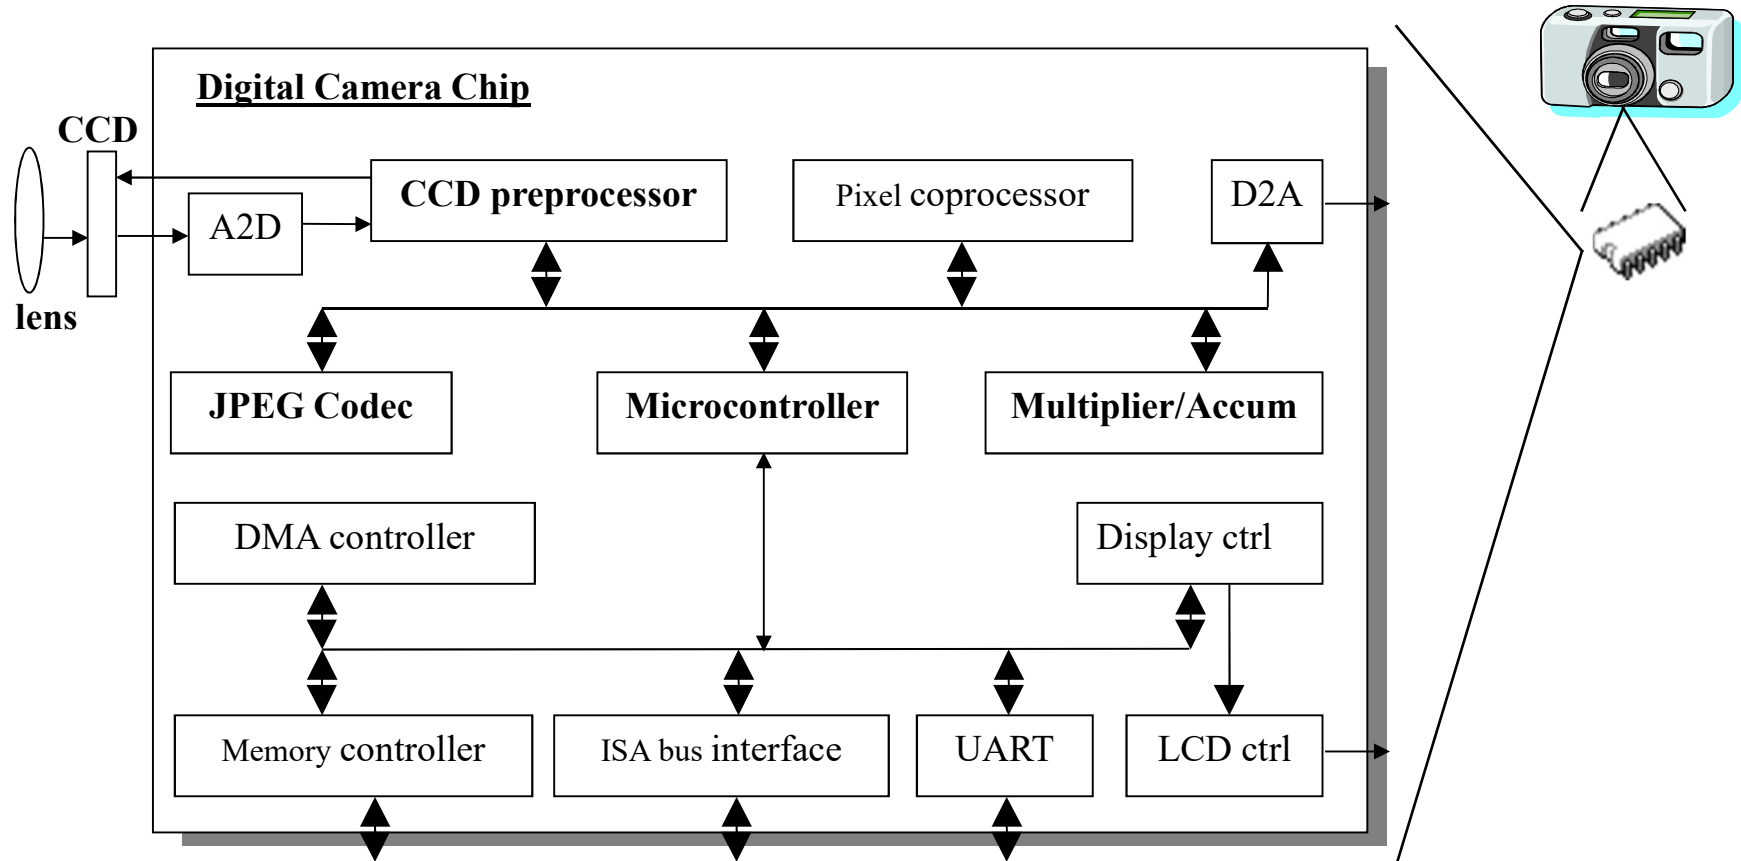 Digital Camera Chip
CCD
lens
A2D
CCD preprocessor
Pixel coprocessor
D2A
JPEG Codec
Microcontroller
Multiplier/Accum
DMA controller
Display ctrl
Memory controller
ISA bus interface
UART
LCD ctrl